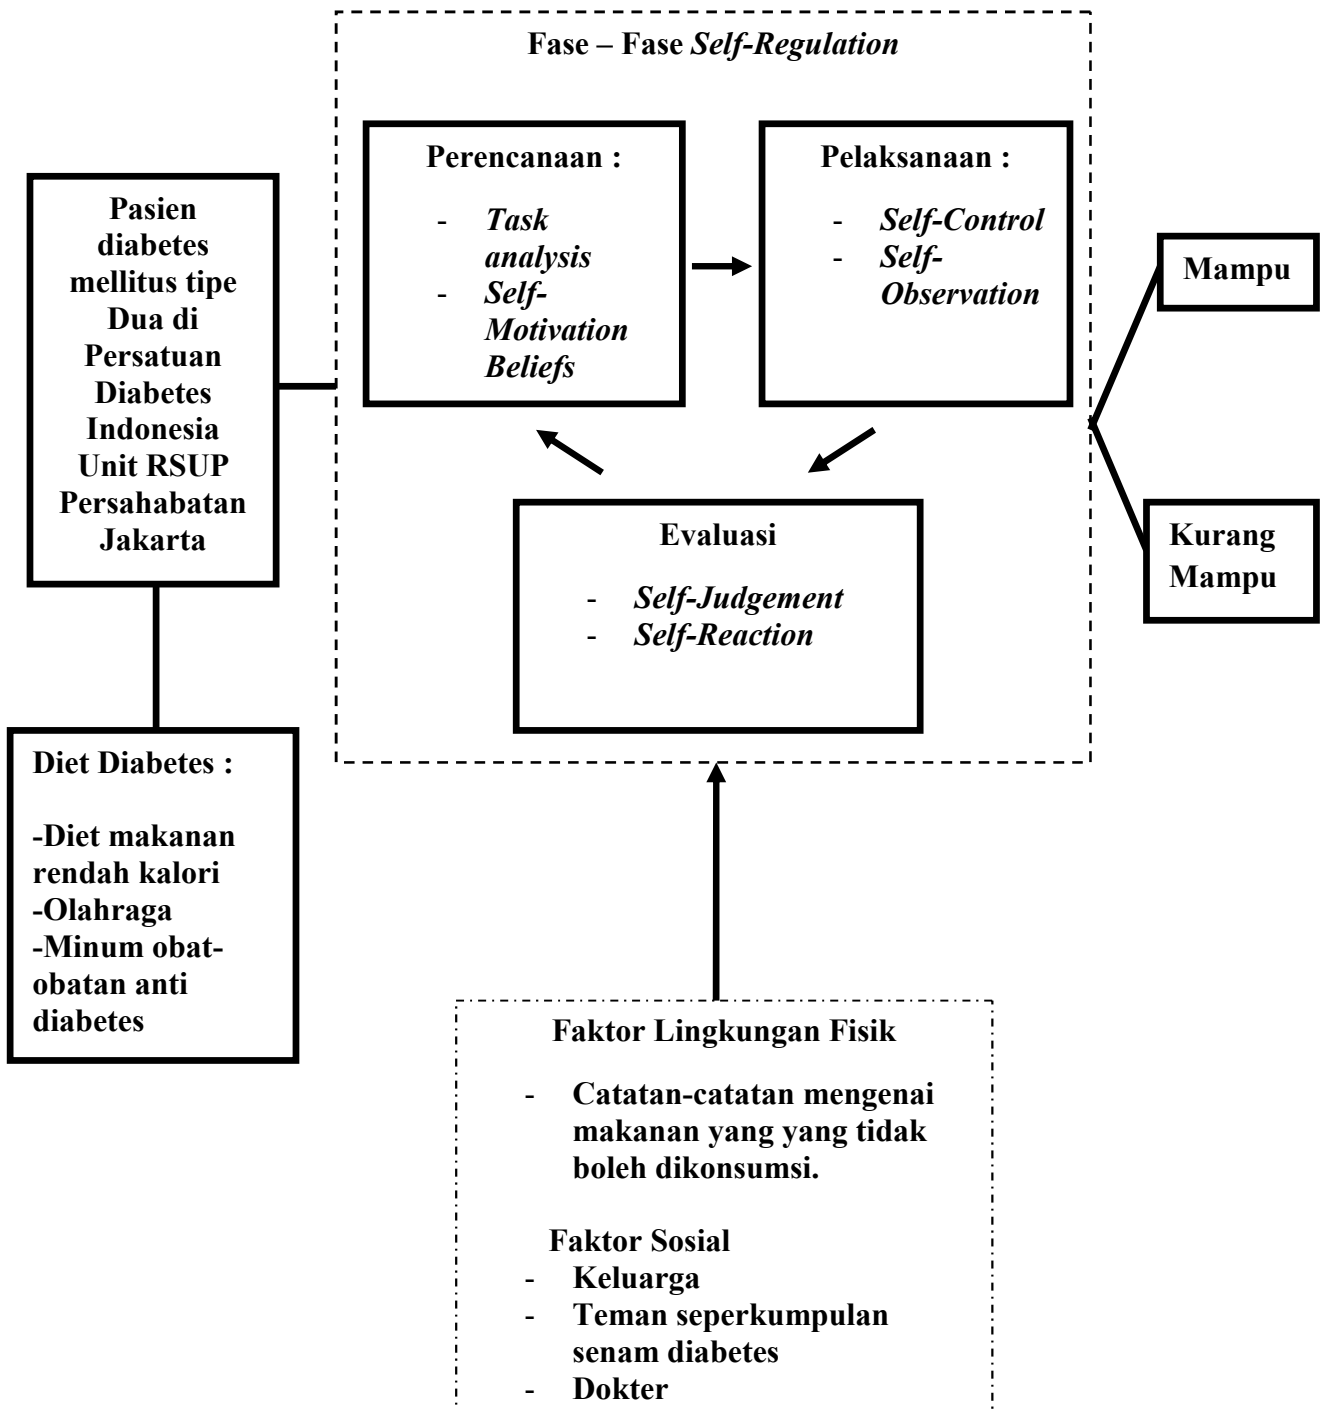 Fase – Fase Self-Regulation
Perencanaan :
- Task
analysis
- Self-
Motivation
Beliefs
Pelaksanaan :
- Self-Control
- Self-
Observation
Pasien
diabetes
mellitus tipe
Dua di
Persatuan
Diabetes
Indonesia
Unit RSUP
Persahabatan
Jakarta
Mampu
Kurang
Mampu
Evaluasi
- Self-Judgement
- Self-Reaction
Diet Diabetes :
-Diet makanan
rendah kalori
-Olahraga
-Minum obat-
obatan anti
diabetes
Faktor Lingkungan Fisik
- Catatan-catatan mengenai
makanan yang yang tidak
boleh dikonsumsi.
Faktor Sosial
- Keluarga
- Teman seperkumpulan
senam diabetes
- Dokter